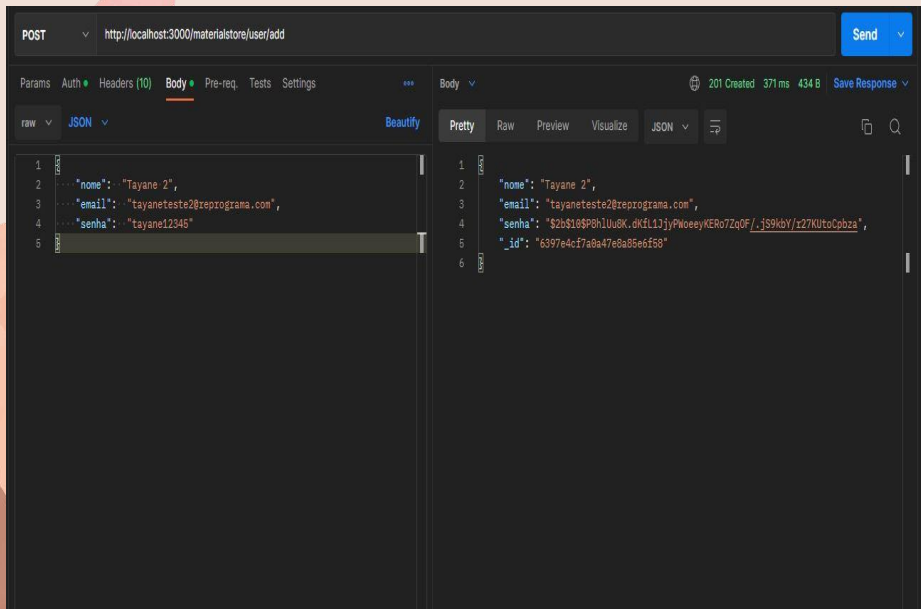 POST http://localhost:3000/materialstore/user/add Send
Params Auth Headers (10) Body Pre-req. Tests Settings
raw JSON Beautify
1 {
2 "nome": "Tayane 2",
3 "email": "tayaneteste2@reprograma.com",
4 "senha": "tayane12345"
5 }
Body 201 Created 371 ms 434 B Save Response
Pretty Raw Preview Visualize JSON
1 {
2 "nome": "Tayane 2",
3 "email": "tayaneteste2@reprograma.com",
4 "senha": "$2b$10$P8hlUu8K.dKfL1JjyPWoeeyKERo7ZqOF/.jS9kbY/r27KUtoCpbza",
5 "_id": "6397e4cf7a0a47e8a85e6f58"
6 }